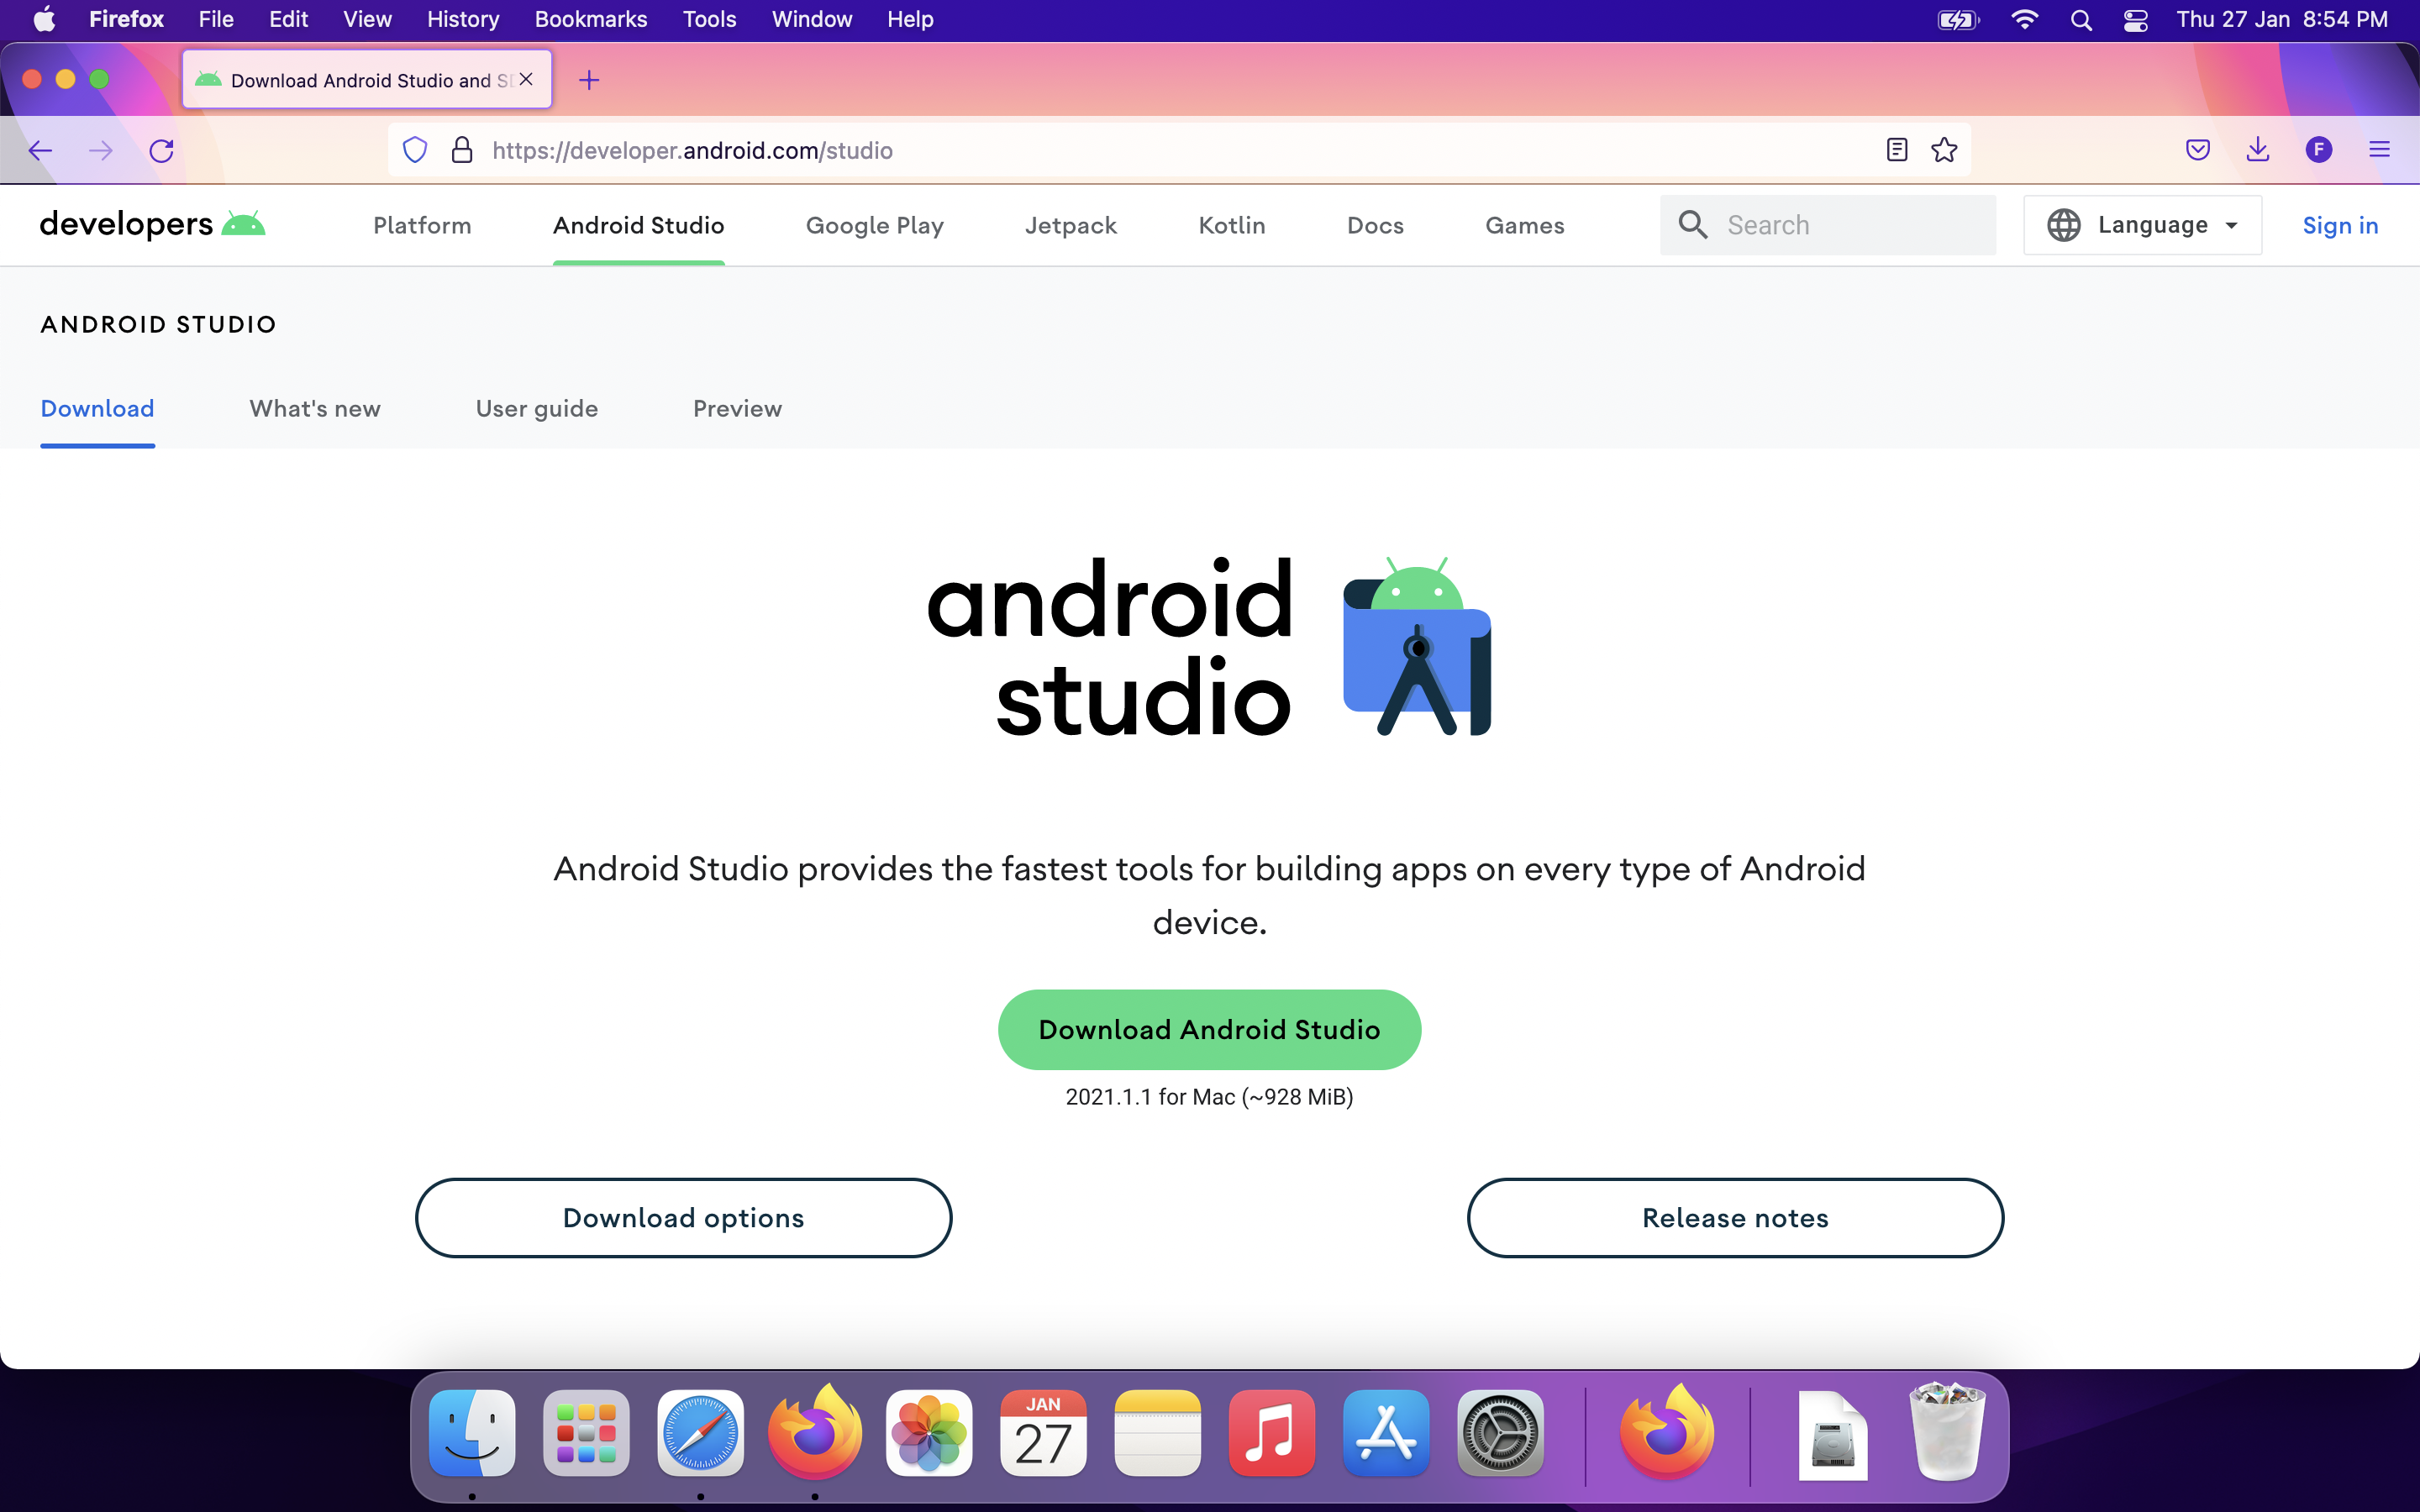 Firefox File Edit View History Bookmarks Tools Window Help Thu 27 Jan 8:54 PM
Download Android Studio and S
https://developer.android.com/studio F
developers Platform Android Studio Google Play Jetpack Kotlin Docs Games Search Language Sign in
ANDROID STUDIO
Download What's new User guide Preview
android
studio
Android Studio provides the fastest tools for building apps on every type of Android
device.
Download Android Studio
2021.1.1 for Mac (~928 MiB)
Download options Release notes
JAN
27